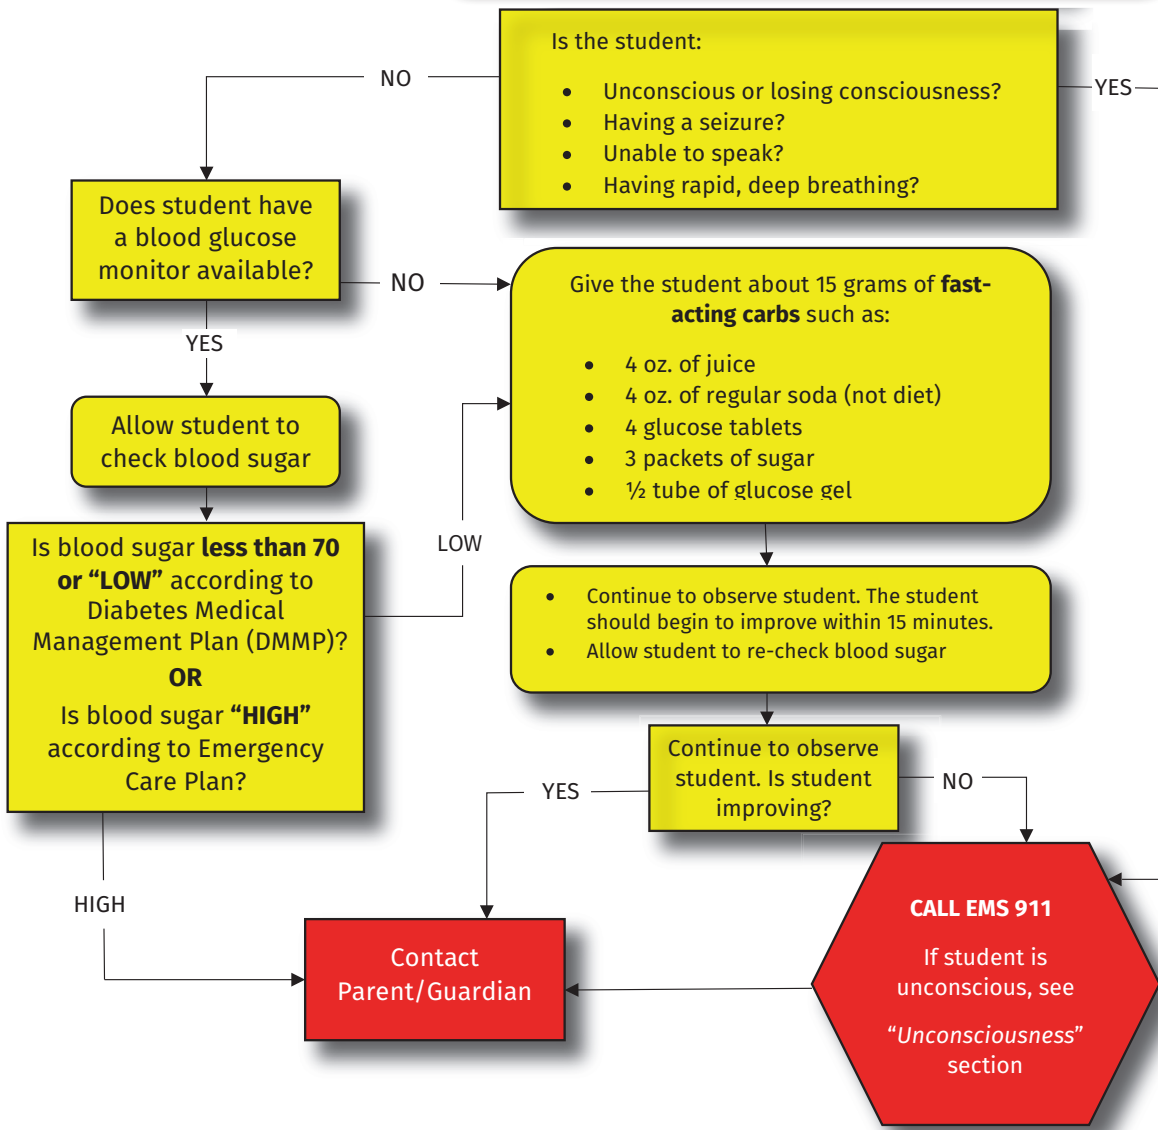 Is the student:
• Unconscious or losing consciousness?
• Having a seizure?
• Unable to speak?
• Having rapid, deep breathing?
NO
YES
Does student have
a blood glucose
monitor available?
NO
YES
Give the student about 15 grams of fast-
acting carbs such as:
• 4 oz. of juice
• 4 oz. of regular soda (not diet)
• 4 glucose tablets
• 3 packets of sugar
• ½ tube of glucose gel
Allow student to
check blood sugar
Is blood sugar less than 70
or “LOW” according to
Diabetes Medical
Management Plan (DMMP)?
OR
Is blood sugar “HIGH”
according to Emergency
Care Plan?
LOW
HIGH
• Continue to observe student. The student
should begin to improve within 15 minutes.
• Allow student to re-check blood sugar
Continue to observe
student. Is student
improving?
YES
NO
Contact
Parent/Guardian
CALL EMS 911
If student is
unconscious, see
“Unconsciousness”
section